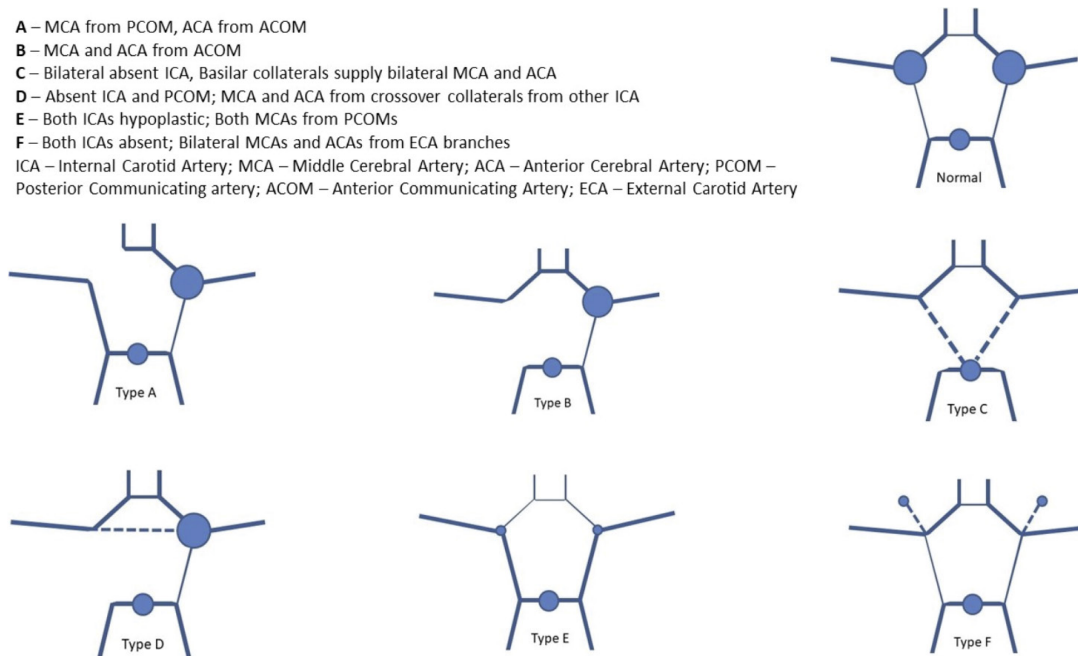 A – MCA from PCOM, ACA from ACOM
B – MCA and ACA from ACOM
C – Bilateral absent ICA, Basilar collaterals supply bilateral MCA and ACA
D – Absent ICA and PCOM; MCA and ACA from crossover collaterals from other ICA
E – Both ICAs hypoplastic; Both MCAs from PCOMs
F – Both ICAs absent; Bilateral MCAs and ACAs from ECA branches
ICA – Internal Carotid Artery; MCA – Middle Cerebral Artery; ACA – Anterior Cerebral Artery; PCOM –
Posterior Communicating artery; ACOM – Anterior Communicating Artery; ECA – External Carotid Artery
Normal
Type A
Type B
Type C
Type D
Type E
Type F